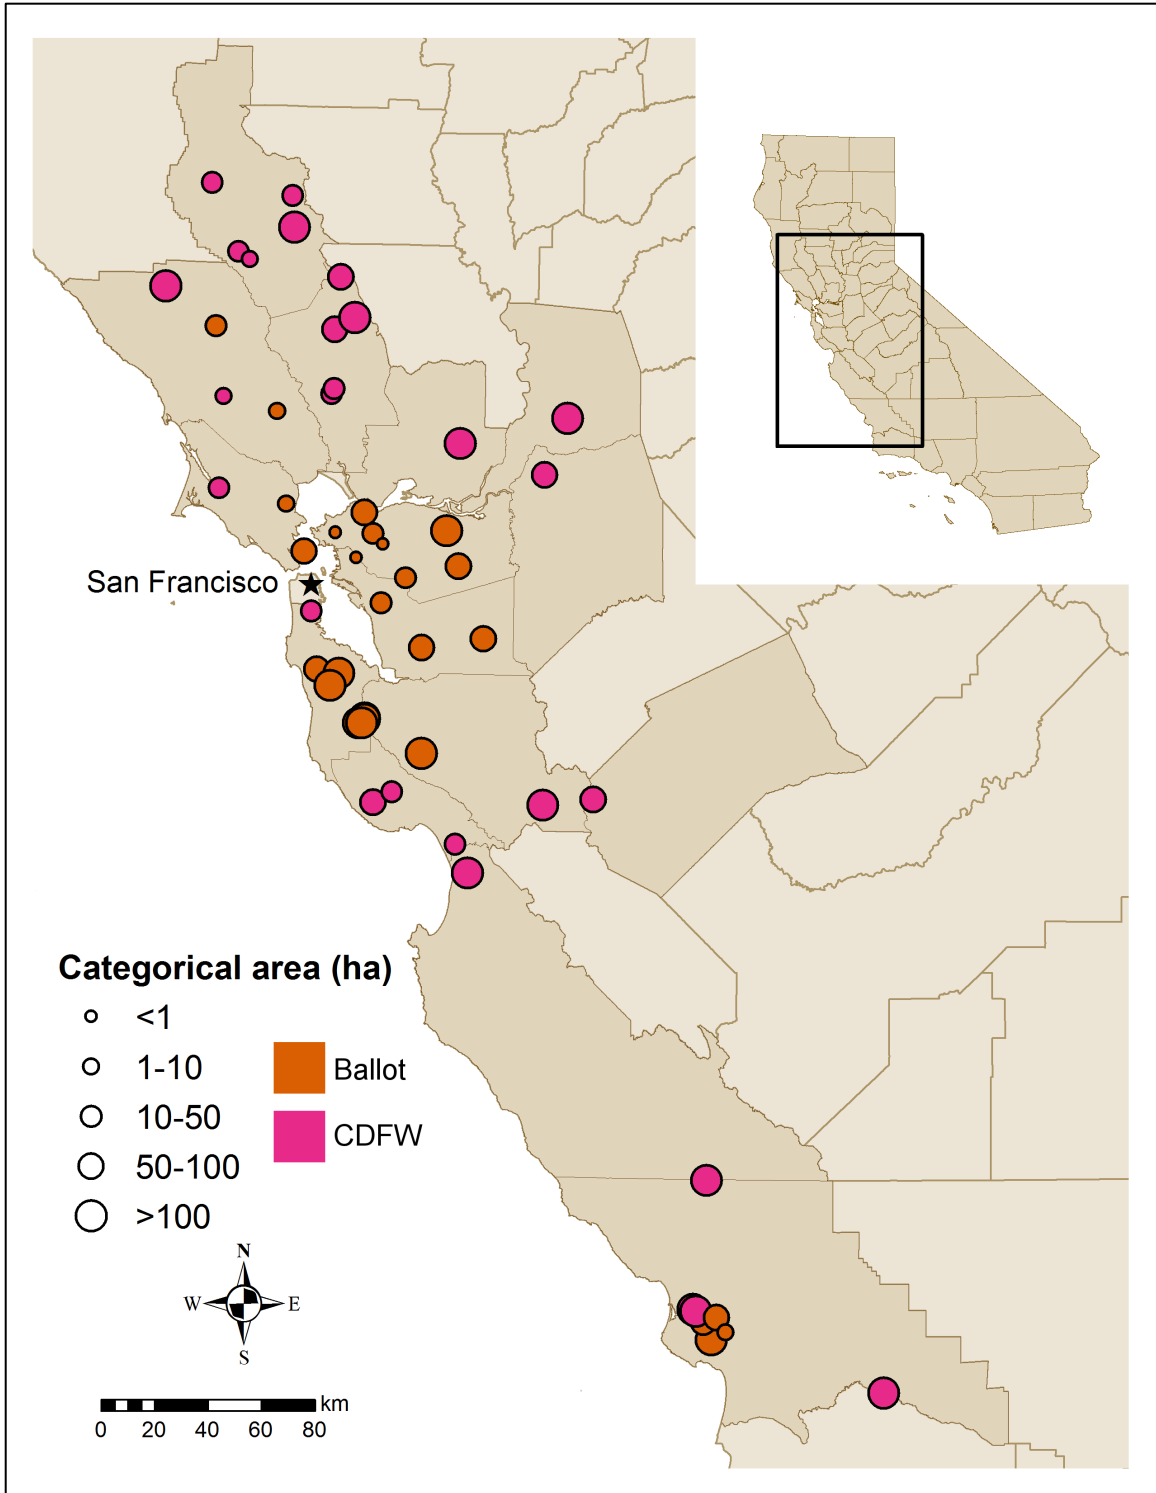 San Francisco
Categorical area (ha)
<1
1-10
10-50
50-100
>100
Ballot
CDFW
N
W E
S
km
0 20 40 60 80